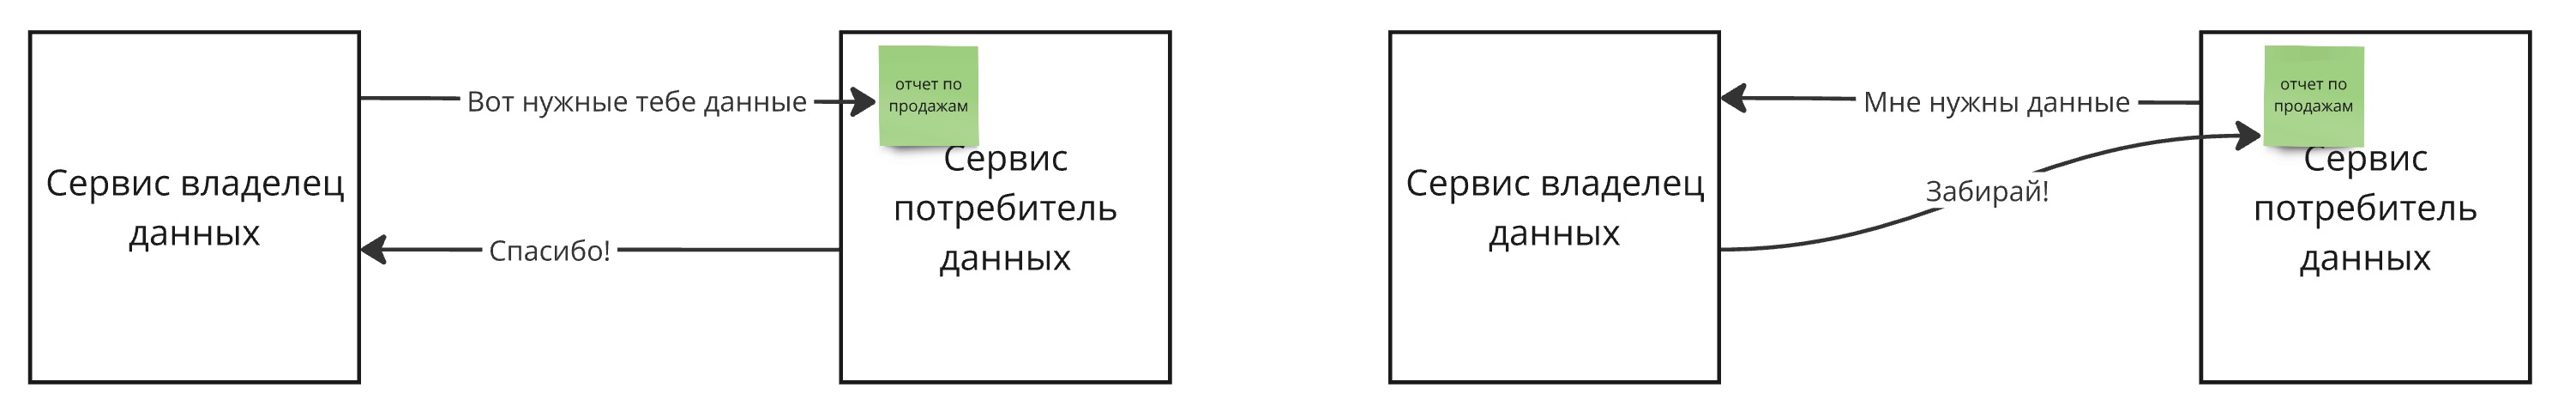 Сервис владелец
данных
Вот нужные тебе данные
Спасибо!
отчет по
продажам
Сервис
потребитель
данных
Сервис владелец
данных
Мне нужны данные
Забирай!
отчет по
продажам
Сервис
потребитель
данных